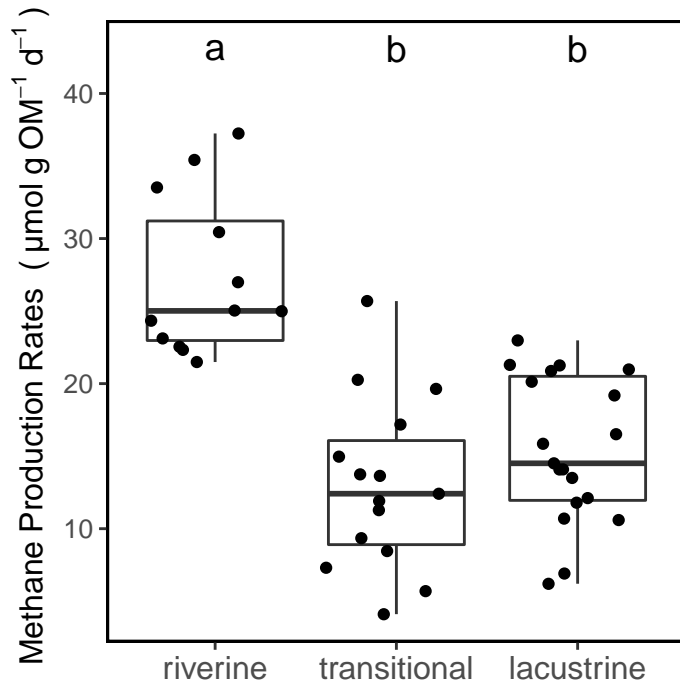 Methane Production Rates ( μmol g OM⁻¹ d⁻¹ )
a b b
40
30
20
10
riverine transitional lacustrine